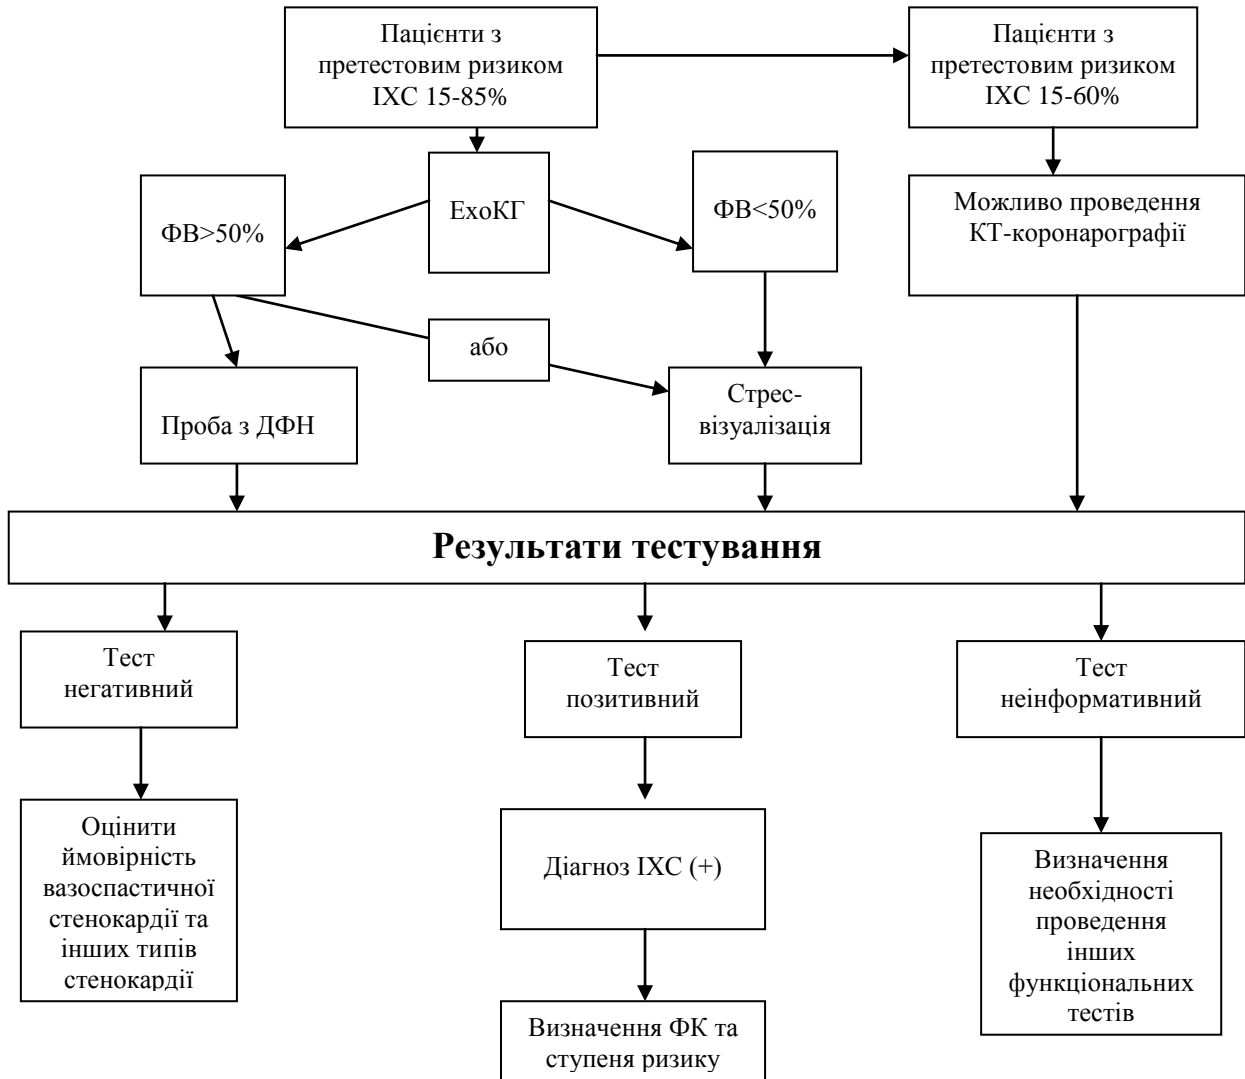 Пацієнти з
претестовим ризиком
ІХС 15-85%
Пацієнти з
претестовим ризиком
ІХС 15-60%
ФВ>50%
ЕхоКГ
ФВ<50%
Можливо проведення
КТ-коронарографії
або
Проба з ДФН
Стрес-
візуалізація
Результати тестування
Тест
негативний
Тест
позитивний
Тест
неінформативний
Оцінити
ймовірність
вазоспастичної
стенокардії та
інших типів
стенокардії
Діагноз ІХС (+)
Визначення
необхідності
проведення
інших
функціональних
тестів
Визначення ФК та
ступеня ризику